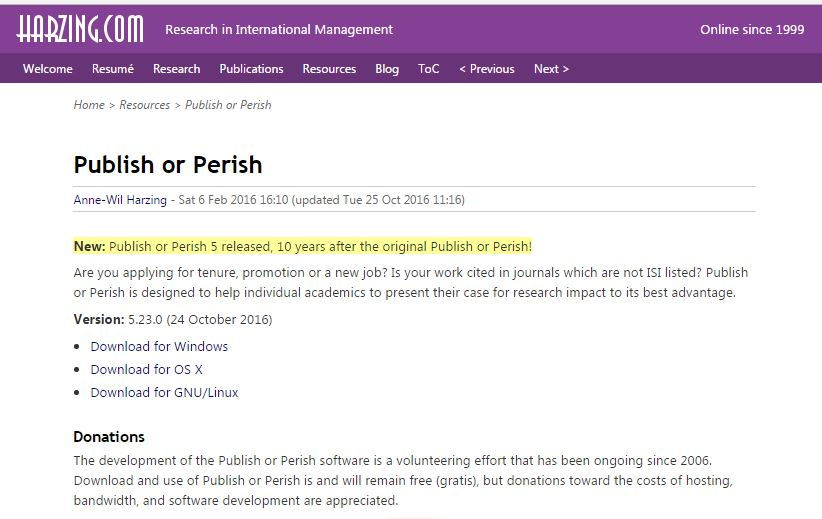 HARZING.COM Research in International Management Online since 1999
Welcome Resumé Research Publications Resources Blog ToC < Previous Next >
Home > Resources > Publish or Perish
Publish or Perish
Anne-Wil Harzing - Sat 6 Feb 2016 16:10 (updated Tue 25 Oct 2016 11:16)
New: Publish or Perish 5 released, 10 years after the original Publish or Perish!
Are you applying for tenure, promotion or a new job? Is your work cited in journals which are not ISI listed? Publish
or Perish is designed to help individual academics to present their case for research impact to its best advantage.
Version: 5.23.0 (24 October 2016)
• Download for Windows
• Download for OS X
• Download for GNU/Linux
Donations
The development of the Publish or Perish software is a volunteering effort that has been ongoing since 2006.
Download and use of Publish or Perish is and will remain free (gratis), but donations toward the costs of hosting,
bandwidth, and software development are appreciated.